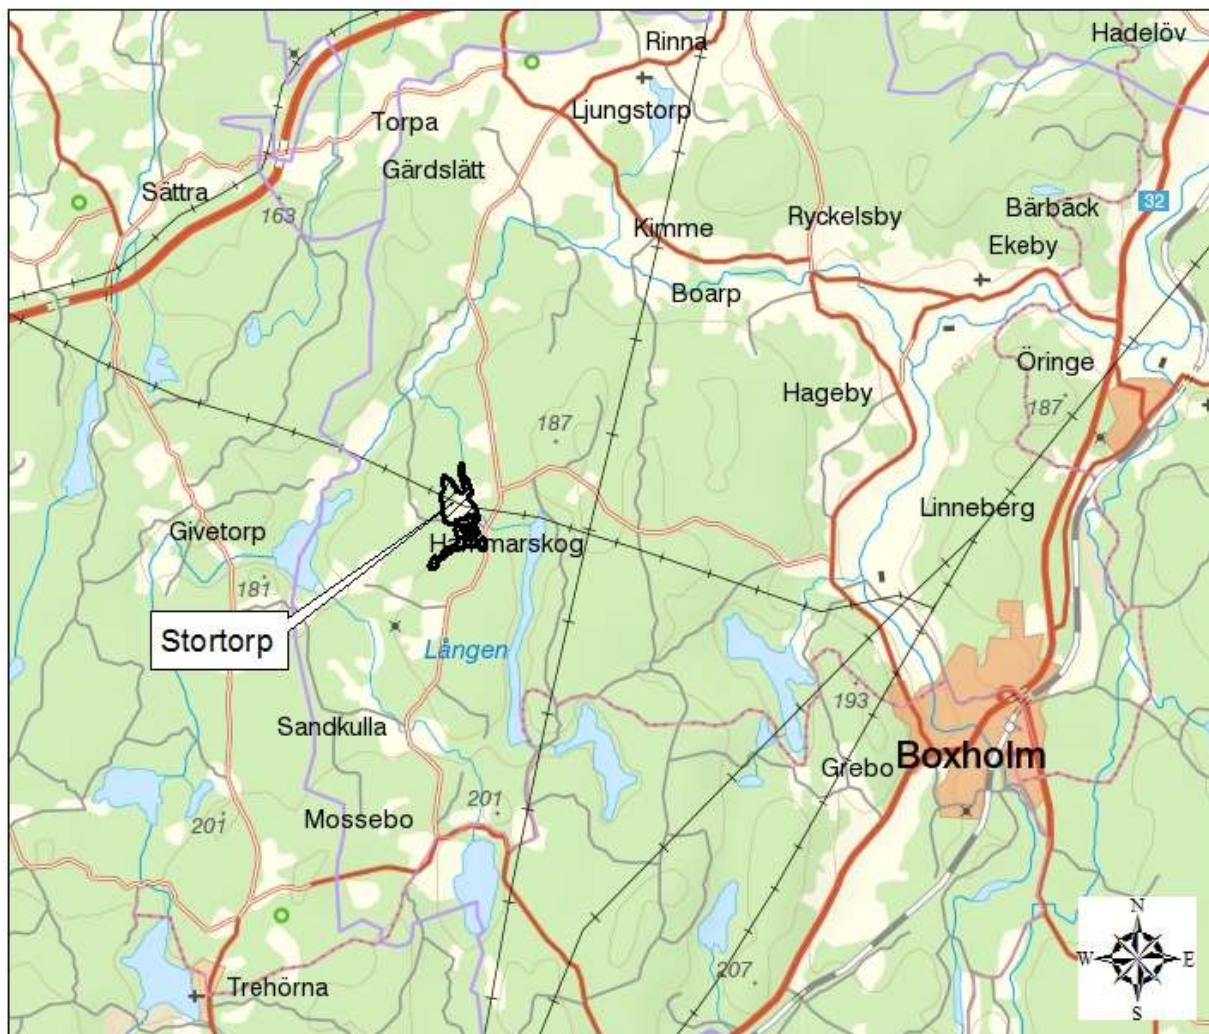 Hadelöv
Rinna
Ljungstorp
Torpa
Gärdslätt
Sättra
163
32
Bärbäck
Ryckelsby
Kimme
Ekeby
Boarp
Öringe
Hageby
187
187
Linneberg
Givetorp
Hammarskog
181
Stortorp
Lången
193
Sandkulla
Boxholm
Grebo
201
Mossebo
201
N
W
E
S
207
Trehörna